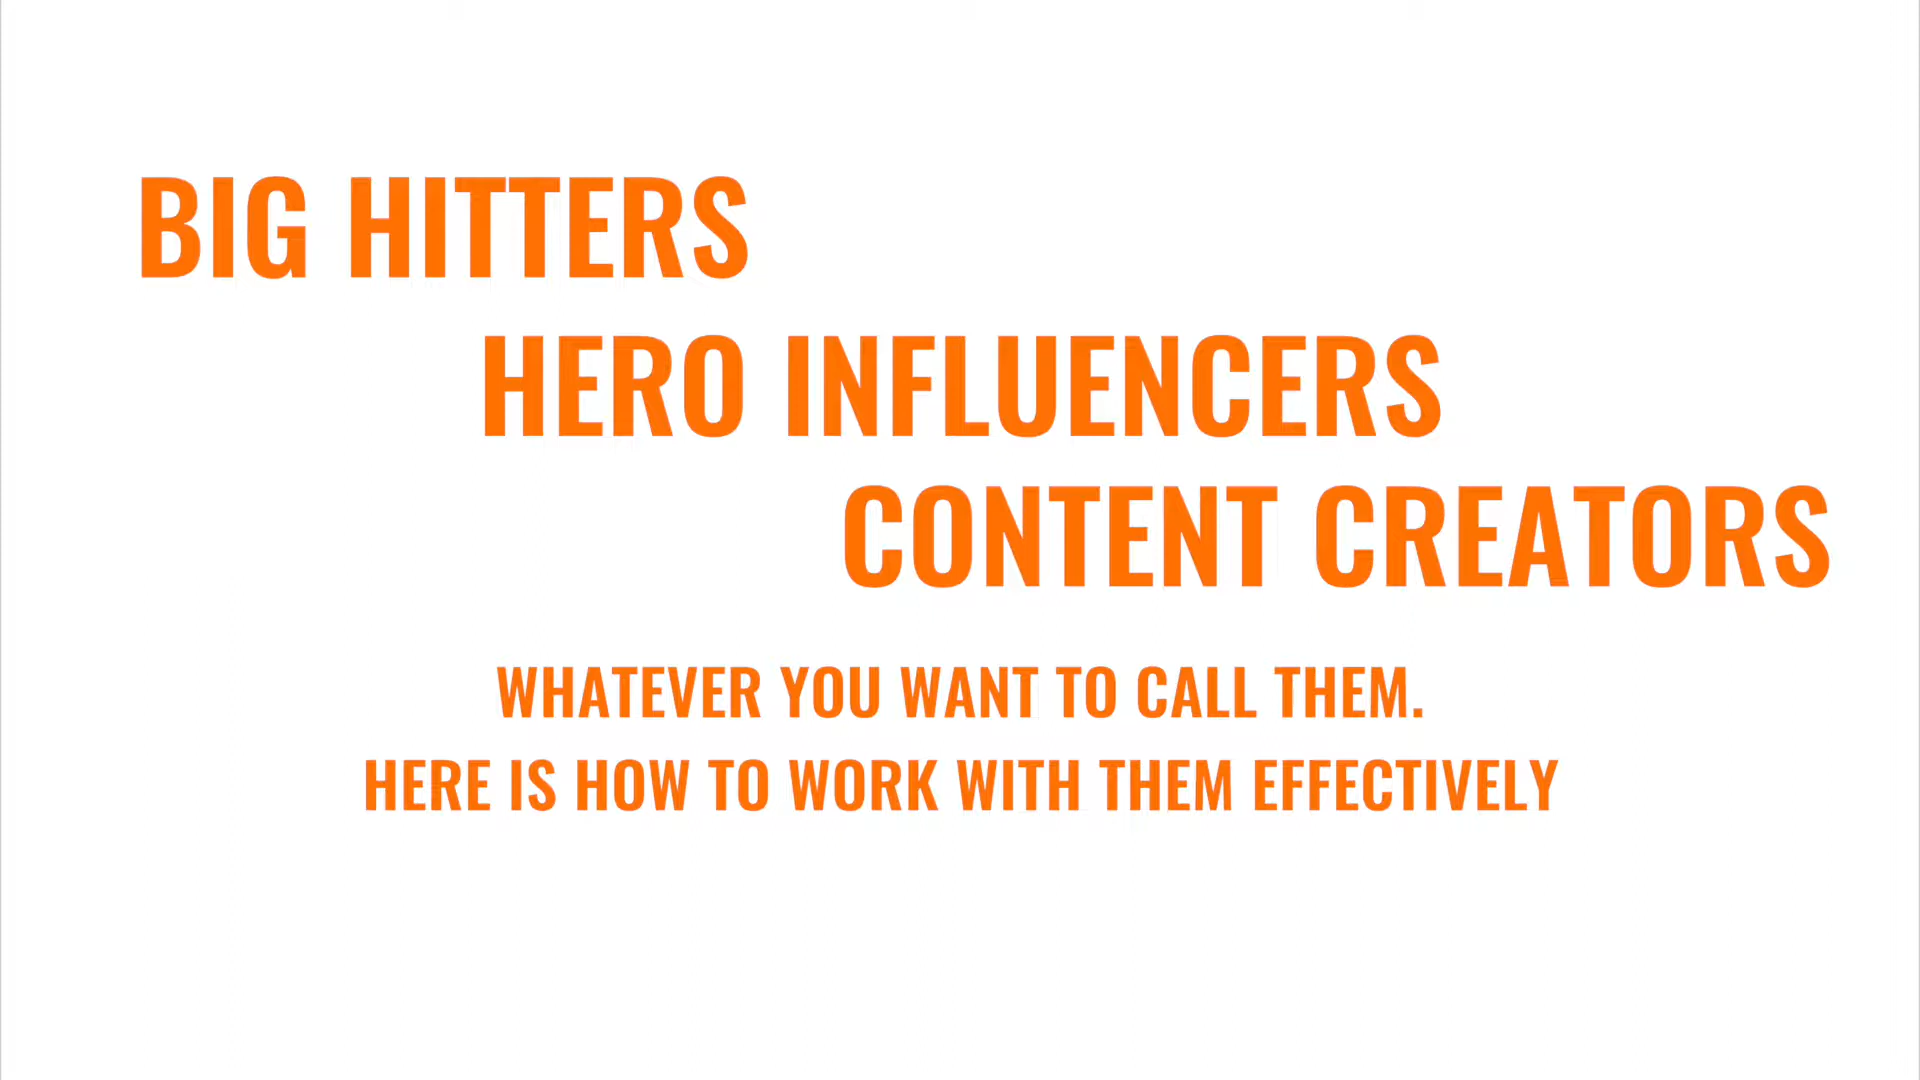 BIG HITTERS
HERO INFLUENCERS
CONTENT CREATORS
WHATEVER YOU WANT TO CALL THEM.
HERE IS HOW TO WORK WITH THEM EFFECTIVELY